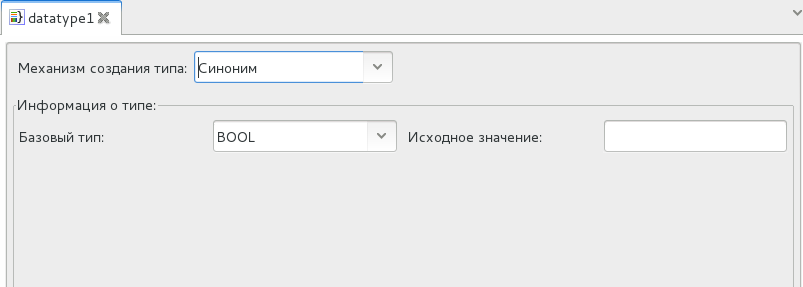 datatype1
Механизм создания типа: Синоним
Информация о типе:
Базовый тип: BOOL Исходное значение: